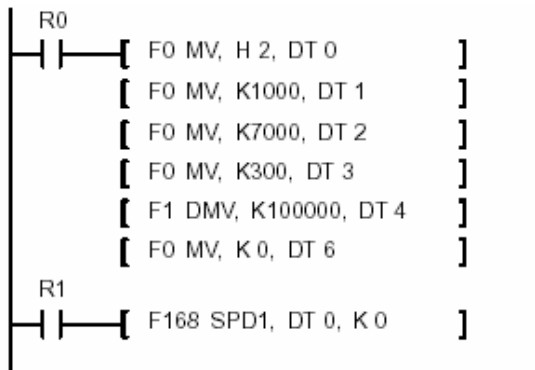 R0
[ F0 MV, H 2, DT 0 ]
[ F0 MV, K1000, DT 1 ]
[ F0 MV, K7000, DT 2 ]
[ F0 MV, K300, DT 3 ]
[ F1 DMV, K100000, DT 4 ]
[ F0 MV, K 0, DT 6 ]
R1
[ F168 SPD1, DT 0, K 0 ]